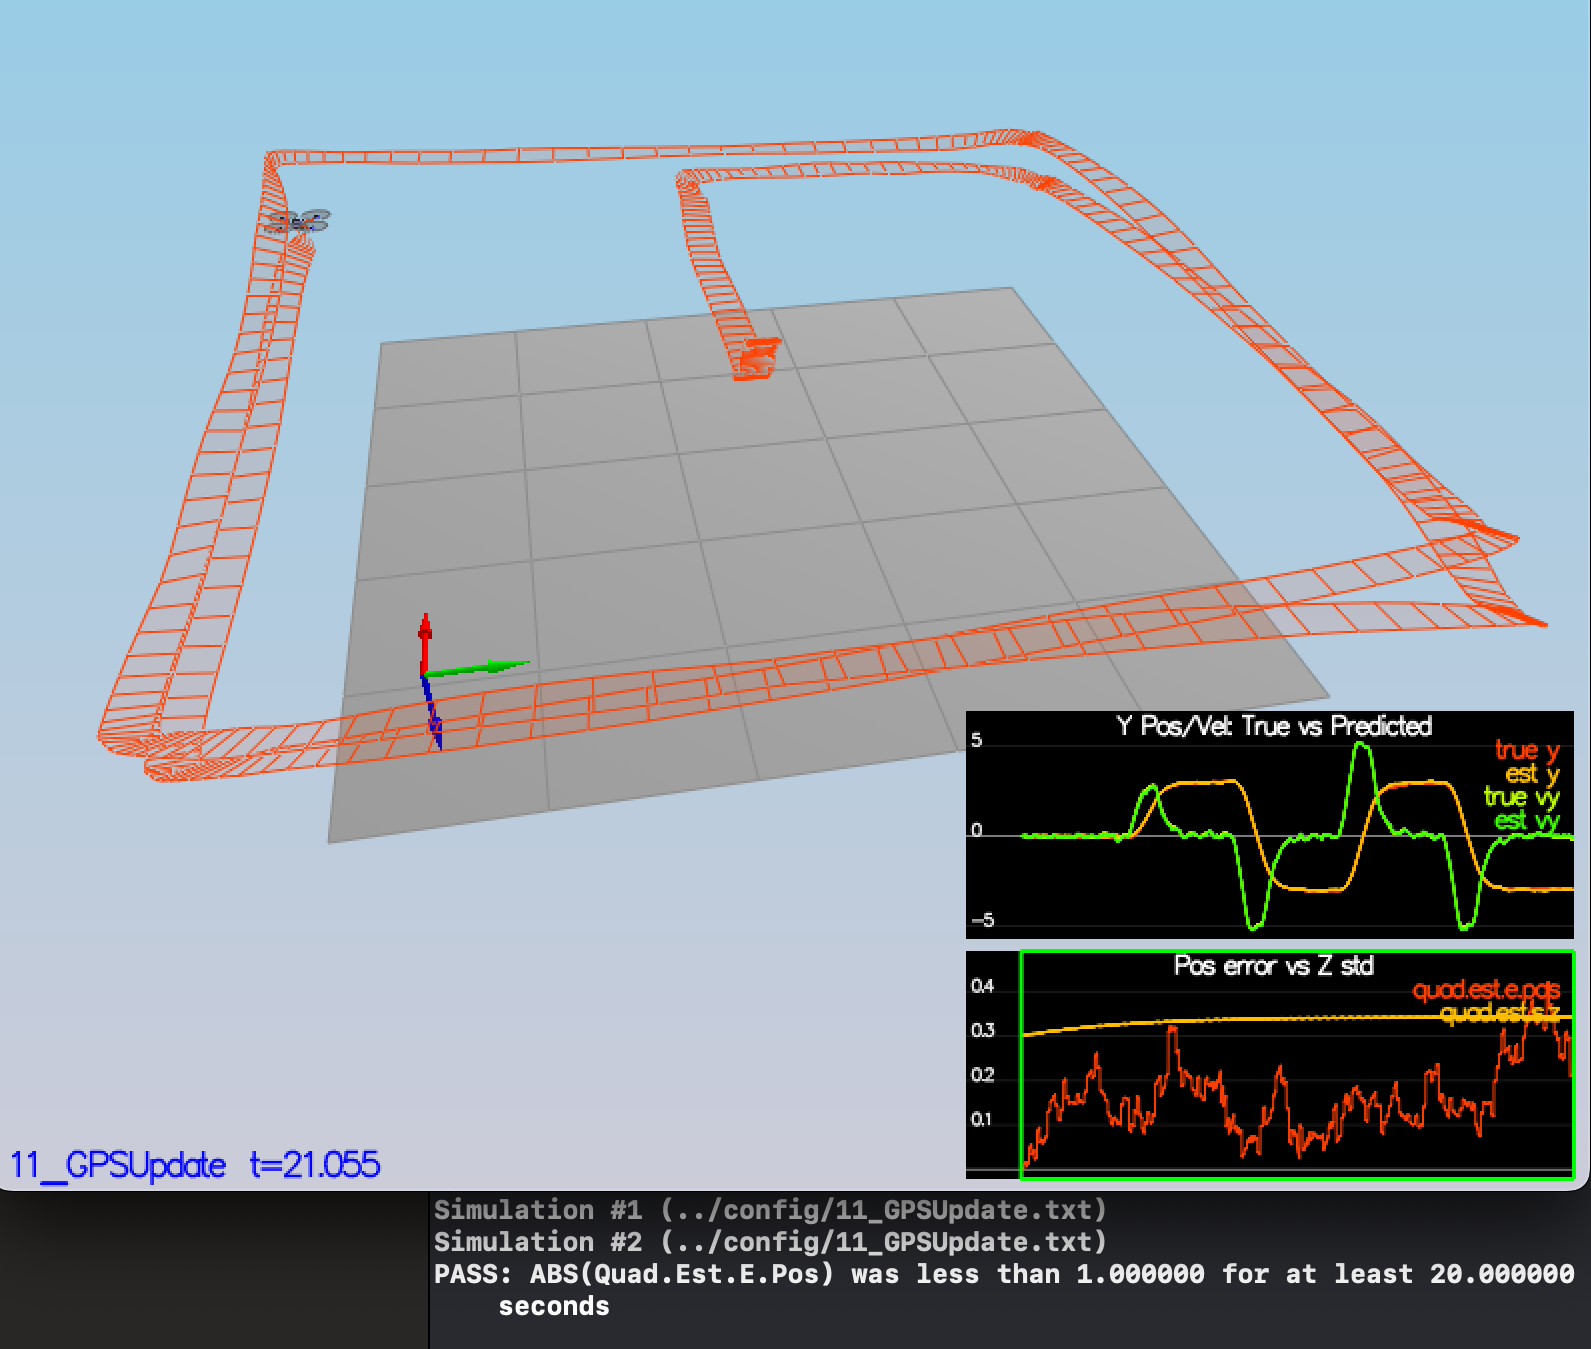 Y Pos/Vel: True vs Predicted
5
true y
est y
true vy
est vy
0
-5
Pos error vs Z std
0.4
quad.est.e.pos
quad.est.s.z
0.3
0.2
0.1
11_GPSUpdate t=21.055
Simulation #1 (../config/11_GPSUpdate.txt)
Simulation #2 (../config/11_GPSUpdate.txt)
PASS: ABS(Quad.Est.E.Pos) was less than 1.000000 for at least 20.000000
seconds